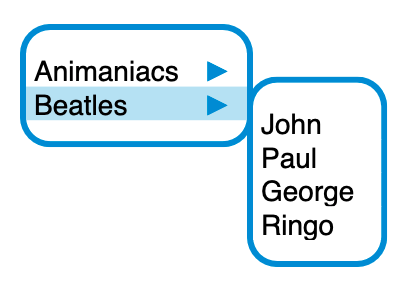 Animaniacs
Beatles
John
Paul
George
Ringo